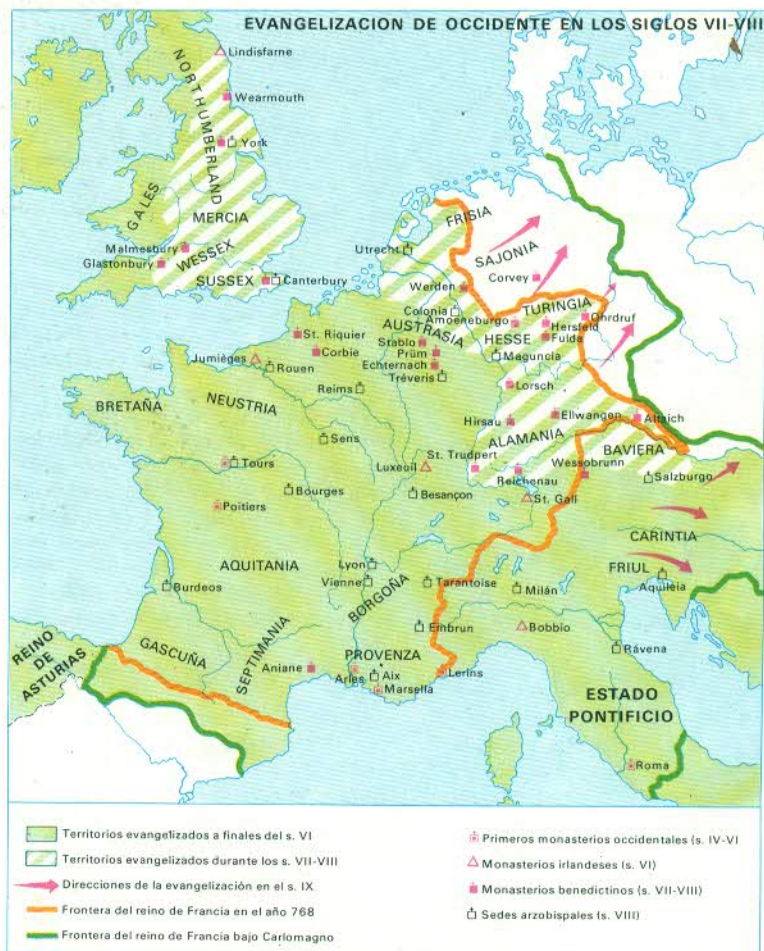 EVANGELIZACION DE OCCIDENTE EN LOS SIGLOS VII-VIII
Lindisfarne
NORTHUMBERLAND
Wearmouth
York
GALES
MERCIA
Malmesbury
Glastonbury
WESSEX
SUSSEX
Canterbury
FRISIA
Utrecht
SAJONIA
Corvey
Werden
Colonia
TURINGIA
Amoeneburgo
Ohrdruf
HESSE
Hersfeld
Fulda
AUSTRASIA
St. Riquier
Corbie
Stablo
Prüm
Echternach
Tréveris
Maguncia
Jumièges
Rouen
Reims
Lorsch
BRETAÑA
NEUSTRIA
Sens
Hirsau
Ellwangen
Altaich
ALAMANIA
BAVIERA
St. Trudpert
Luxeuil
Wessobrunn
Salzburgo
Reichenau
Tours
Bourges
Besançon
St. Gall
Poitiers
CARINTIA
AQUITANIA
Lyon
Vienne
BORGOÑA
Tarantoise
Milán
FRIUL
Aquileia
Burdeos
Embrun
Bobbio
Rávena
REINO
DE
ASTURIAS
GASCUÑA
SEPTIMANIA
Aniane
PROVENZA
Arles
Aix
Marsella
Lerins
ESTADO
PONTIFICIO
Roma
Territorios evangelizados a finales del s. VI
Territorios evangelizados durante los s. VII-VIII
Direcciones de la evangelización en el s. IX
Frontera del reino de Francia en el año 768
Frontera del reino de Francia bajo Carlomagno
Primeros monasterios occidentales (s. IV-VI
Monasterios irlandeses (s. VI)
Monasterios benedictinos (s. VII-VIII)
Sedes arzobispales (s. VIII)